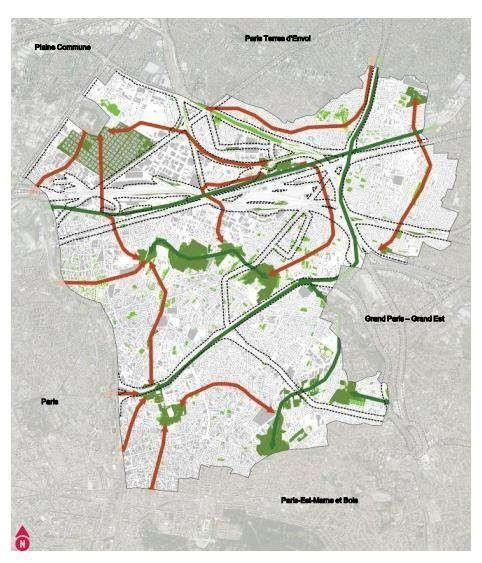 Paris Terres d'Envol
Plaine Commune
Grand Paris – Grand Est
Paris
Paris-Est-Marne et Bois
N